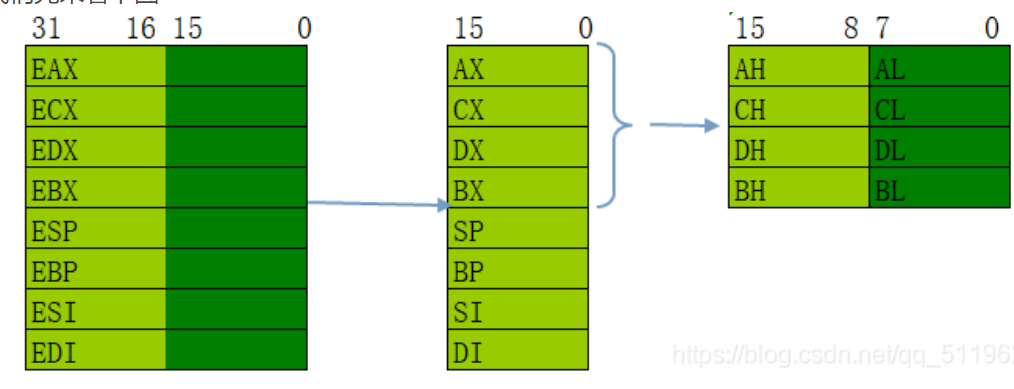 31 16 15 0 15 0 15 8 7 0
EAX AX AH AL
ECX CX CH CL
EDX DX DH DL
EBX BX BH BL
ESP SP
EBP BP
ESI SI
EDI DI
https://blog.csdn.net/qq_51196